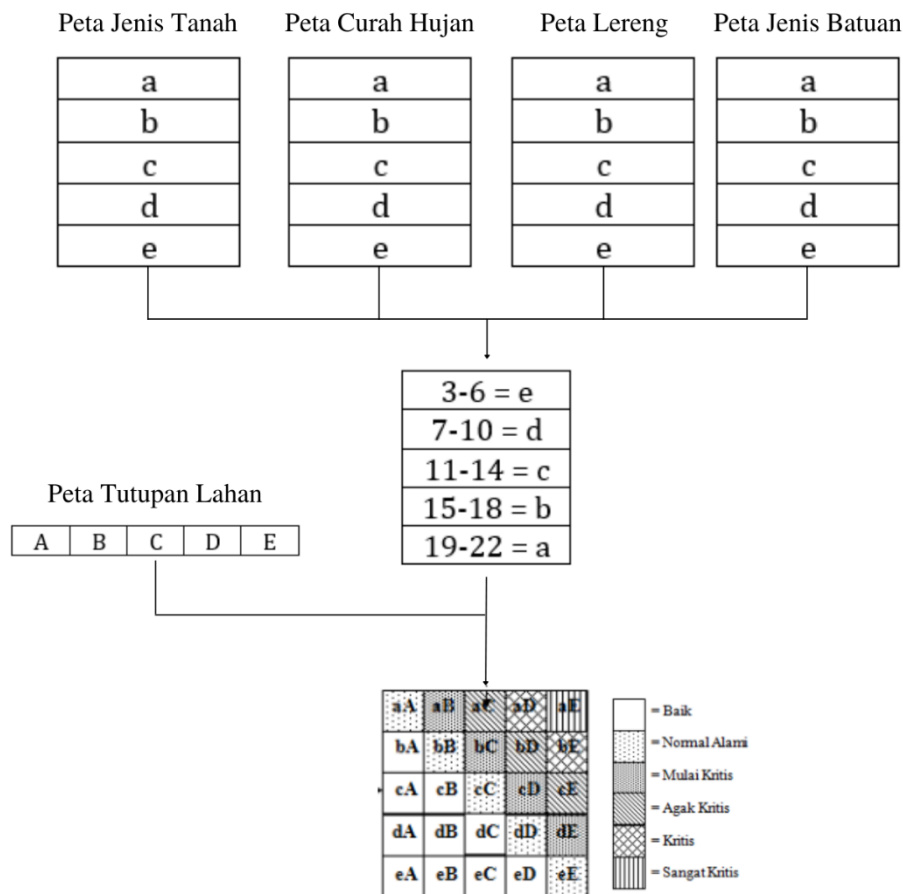 Peta Jenis Tanah Peta Curah Hujan Peta Lereng Peta Jenis Batuan
a a a a
b b b b
c c c c
d d d d
e e e e
3-6 = e
7-10 = d
11-14 = c
15-18 = b
19-22 = a
Peta Tutupan Lahan
A B C D E
aA aB aC aD aE
bA bB bC bD bE
cA cB cC cD cE
dA dB dC dD dE
eA eB eC eD eE
= Baik
= Normal Alami
= Mulai Kritis
= Agak Kritis
= Kritis
= Sangat Kritis